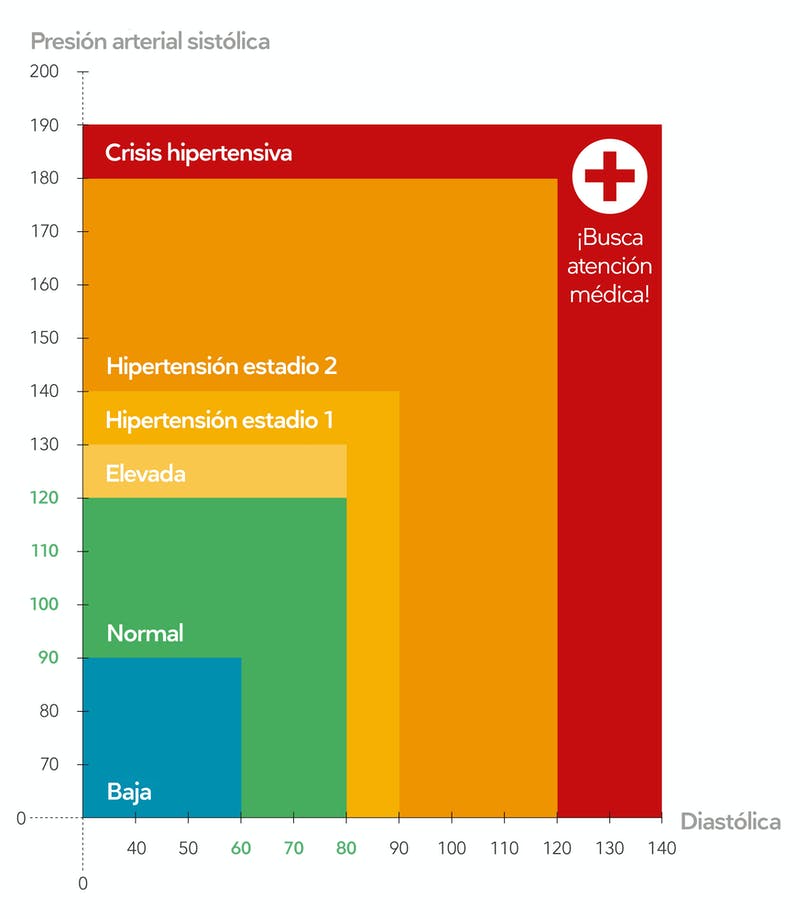 Presión arterial sistólica
200
190
Crisis hipertensiva
180
170
¡Busca
atención
médica!
160
150
Hipertensión estadio 2
140
Hipertensión estadio 1
130
Elevada
120
110
100
Normal
90
80
70
Baja
0
Diastólica
40 50 60 70 80 90 100 110 120 130 140
0